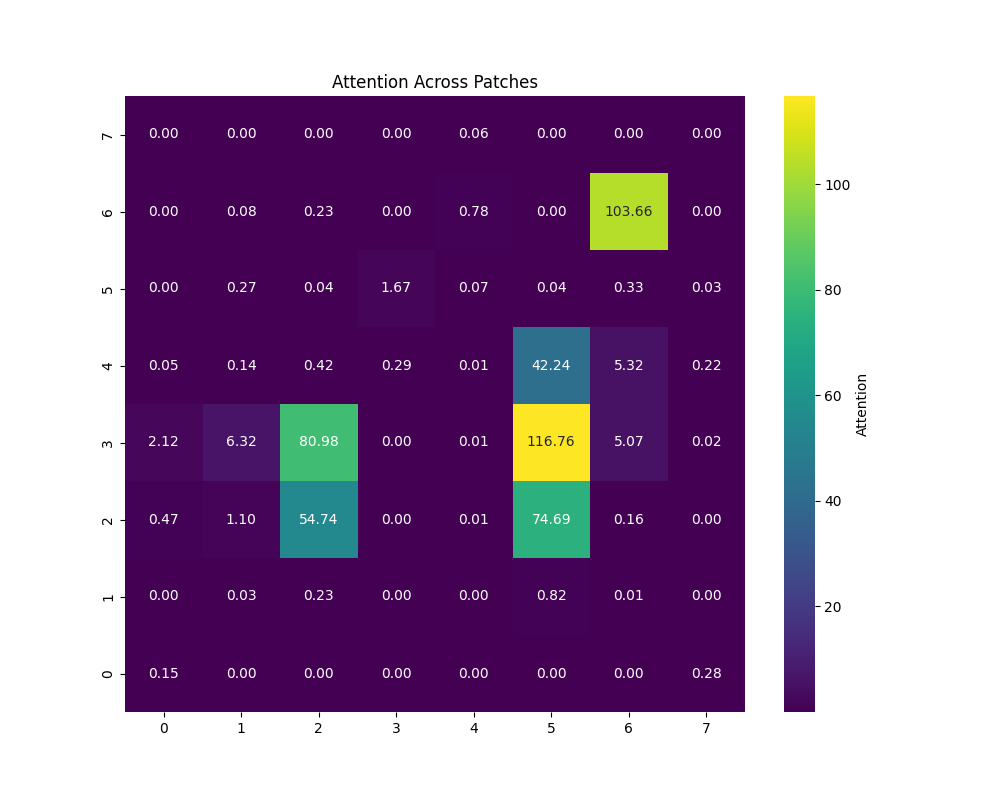 Attention Across Patches
7 0.00 0.00 0.00 0.00 0.06 0.00 0.00 0.00
6 0.00 0.08 0.23 0.00 0.78 0.00 103.66 0.00
5 0.00 0.27 0.04 1.67 0.07 0.04 0.33 0.03
4 0.05 0.14 0.42 0.29 0.01 42.24 5.32 0.22
3 2.12 6.32 80.98 0.00 0.01 116.76 5.07 0.02
2 0.47 1.10 54.74 0.00 0.01 74.69 0.16 0.00
1 0.00 0.03 0.23 0.00 0.00 0.82 0.01 0.00
0 0.15 0.00 0.00 0.00 0.00 0.00 0.00 0.28
0 1 2 3 4 5 6 7
100
80
60
40
20
Attention